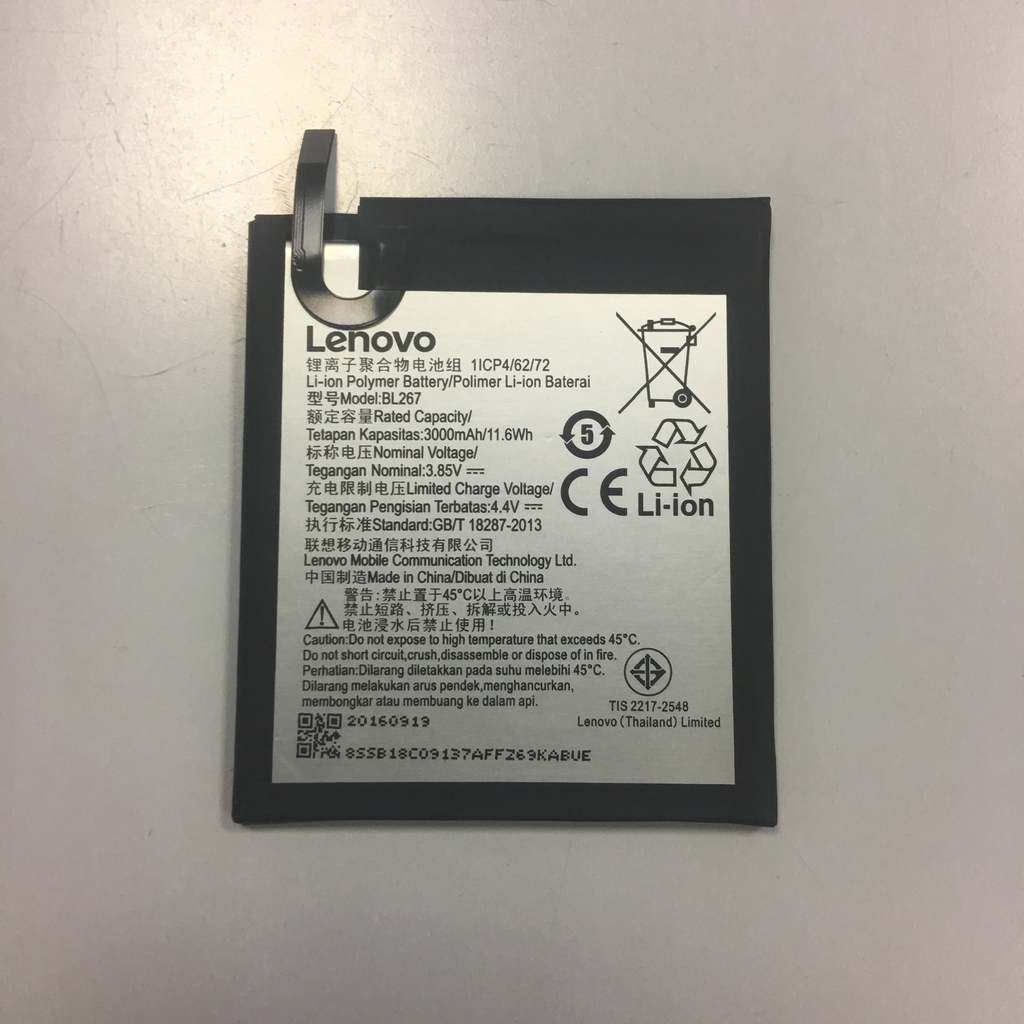 Lenovo
锂离子聚合物电池组 1ICP4/62/72
Li-ion Polymer Battery/Polimer Li-ion Baterai
型号Model:BL267
额定容量Rated Capacity/
Tetapan Kapasitas:3000mAh/11.6Wh
标称电压Nominal Voltage/
Tegangan Nominal:3.85V
充电限制电压Limited Charge Voltage/
Tegangan Pengisian Terbatas:4.4V
执行标准Standard:GB/T 18287-2013
联想移动通信科技有限公司
Lenovo Mobile Communication Technology Ltd.
中国制造Made in China/Dibuat di China
警告:禁止置于45°C以上高温环境。
禁止短路、挤压、拆解或投入火中。
电池浸水后禁止使用！
Caution:Do not expose to high temperature that exceeds 45°C.
Do not short circuit,crush,disassemble or dispose of in fire.
Perhatian:Dilarang diletakkan pada suhu melebihi 45°C.
Dilarang melakukan arus pendek,menghancurkan,
membongkar atau membuang ke dalam api.
20160919
8SSB18C09137AFFZ69KABUE
5
CE
Li-ion
TIS 2217-2548
Lenovo (Thailand) Limited